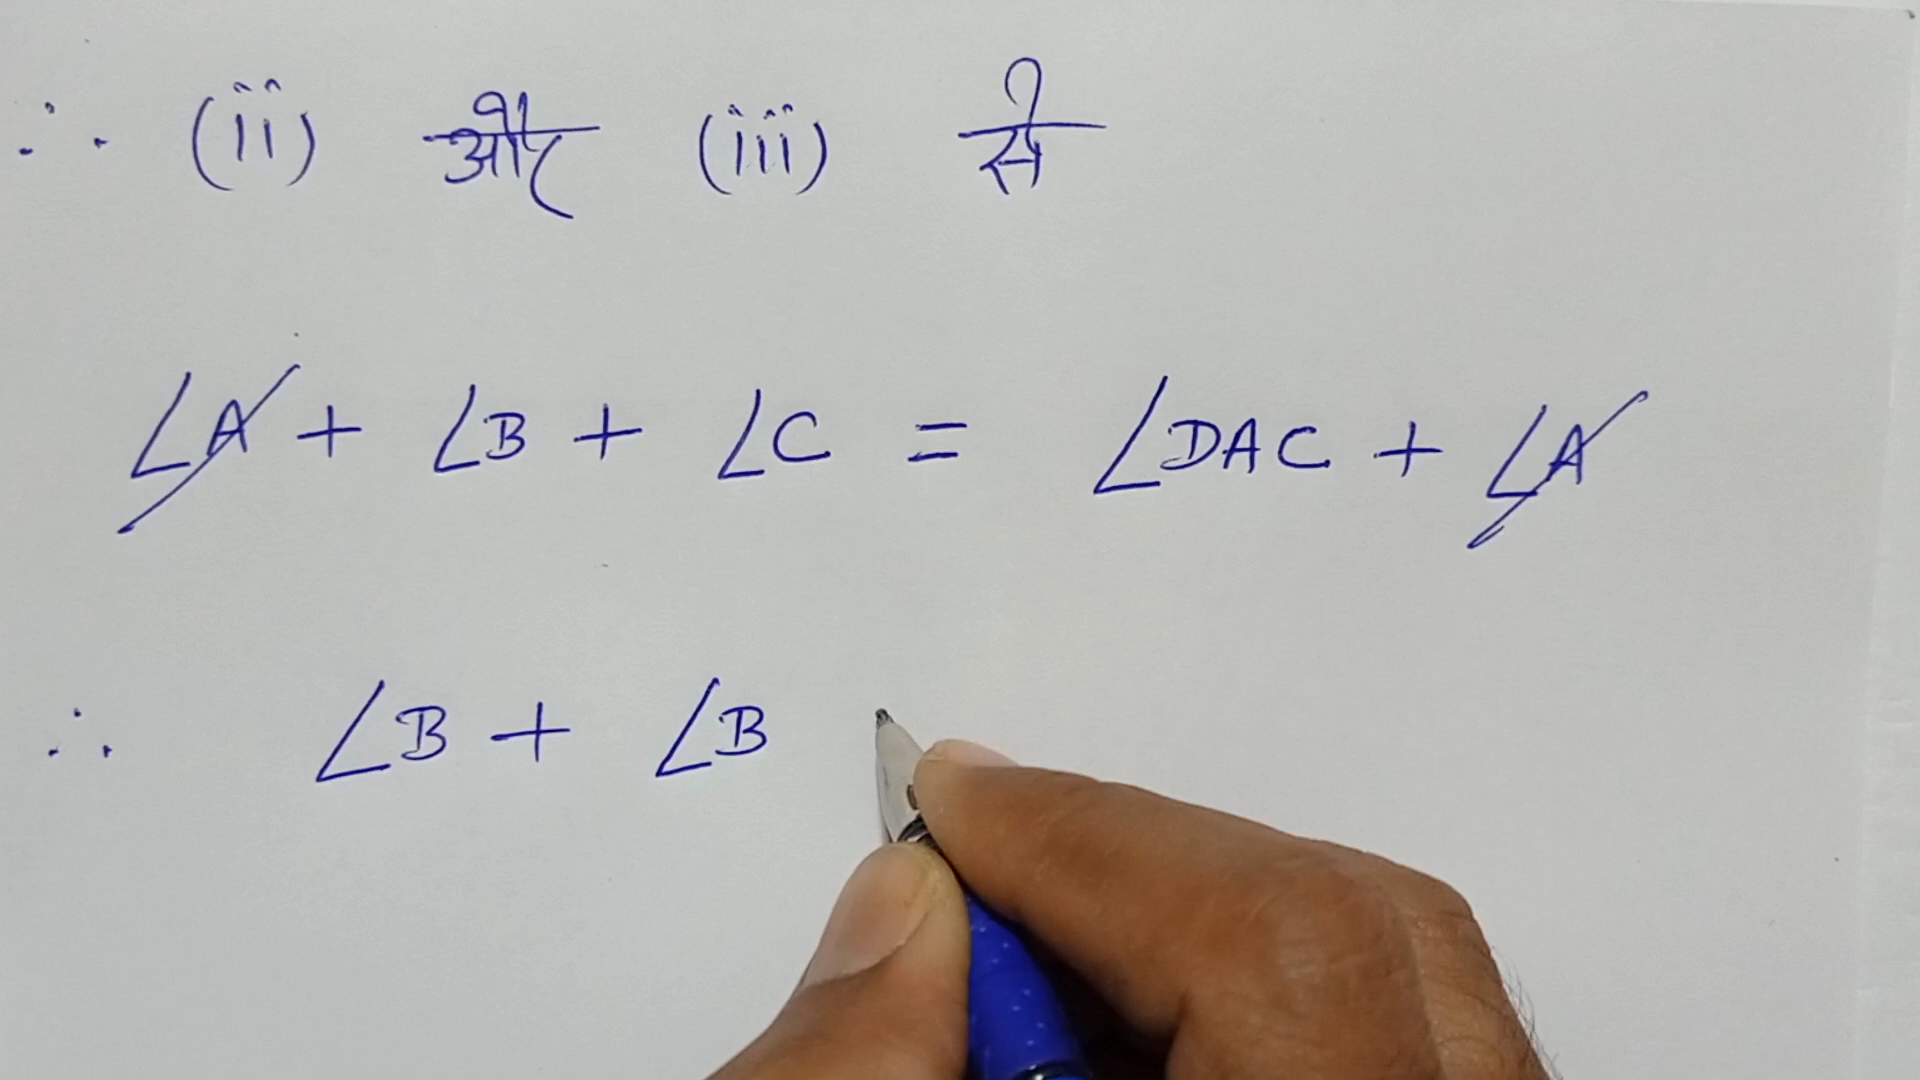 ∴ (ii) और (iii) से
∠A + ∠B + ∠C = ∠DAC + ∠A
∴ ∠B + ∠B